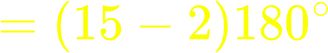 = (15 − 2)180°